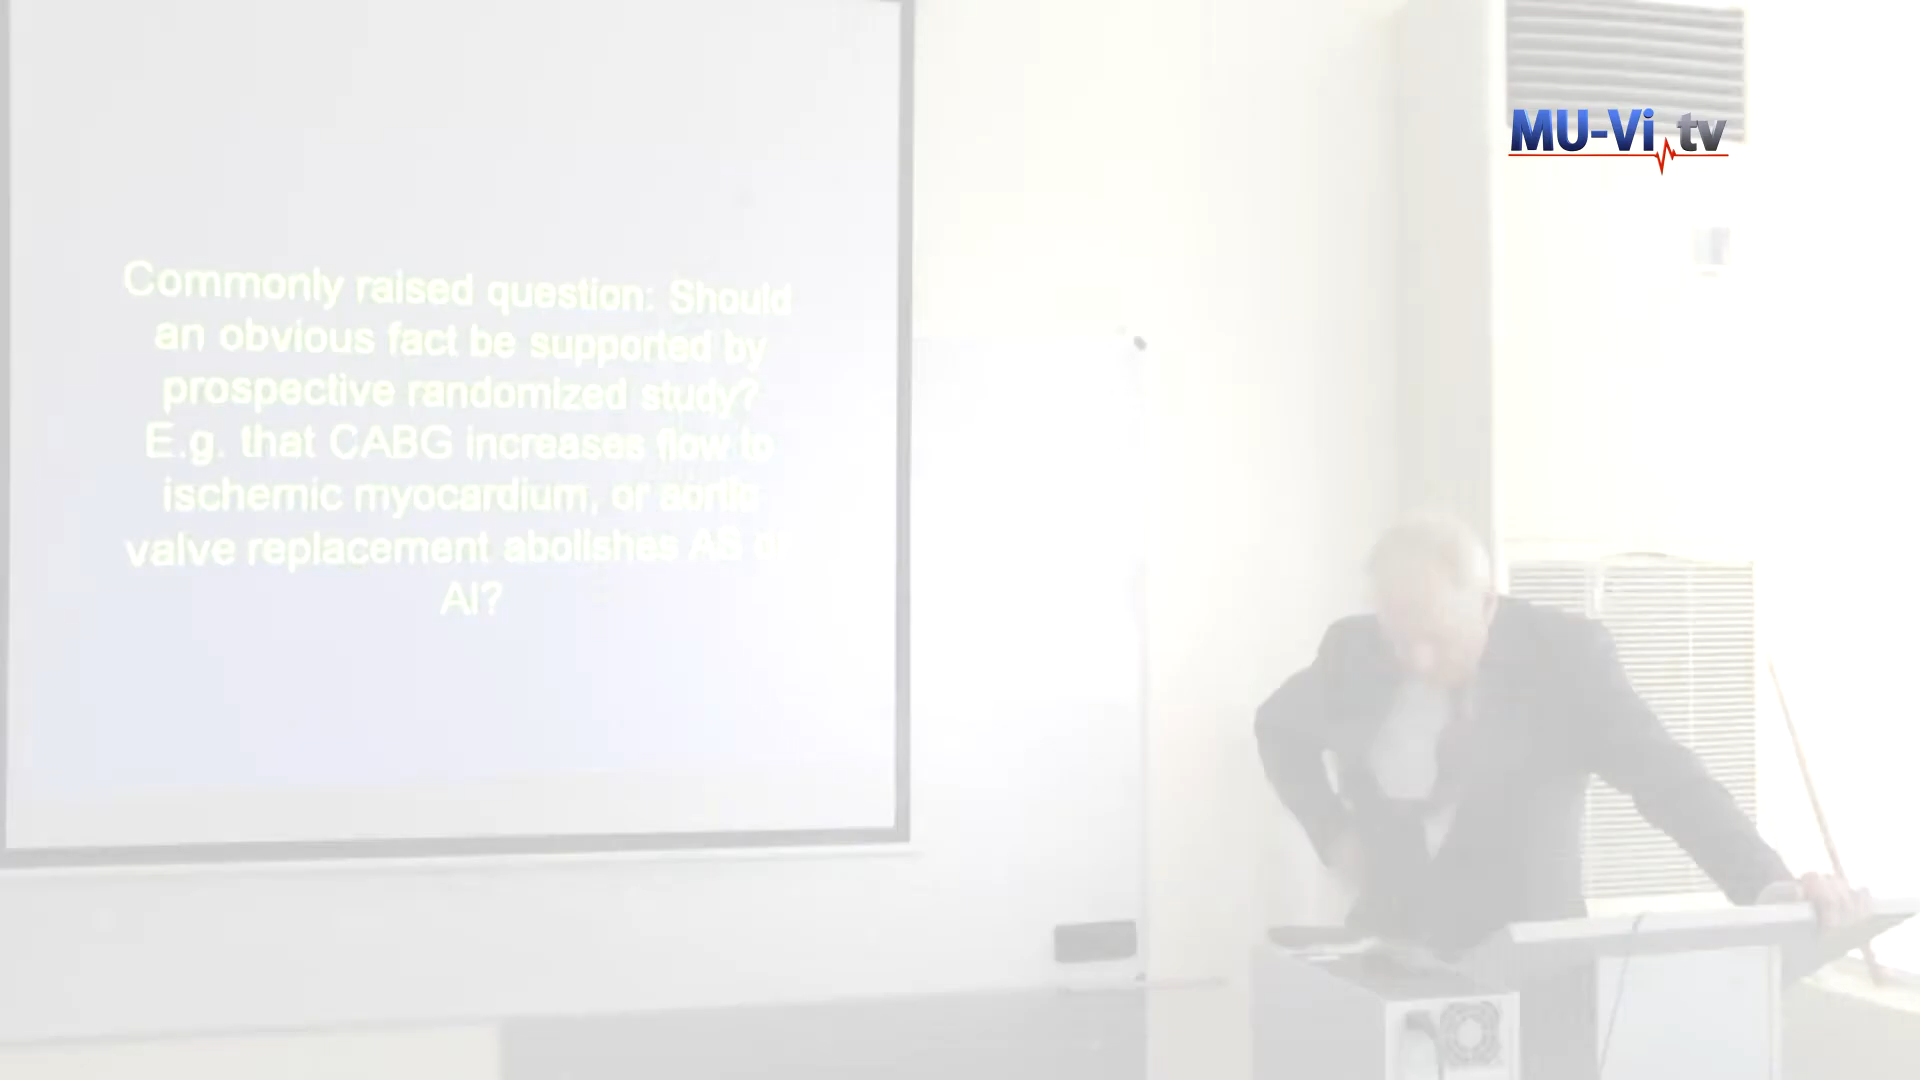 MU-Vi tv
Commonly raised question: Should
an obvious fact be supported by
prospective randomized study?
E.g. that CABG increases flow to
ischemic myocardium, or aortic
valve replacement abolishes AS or
AI?